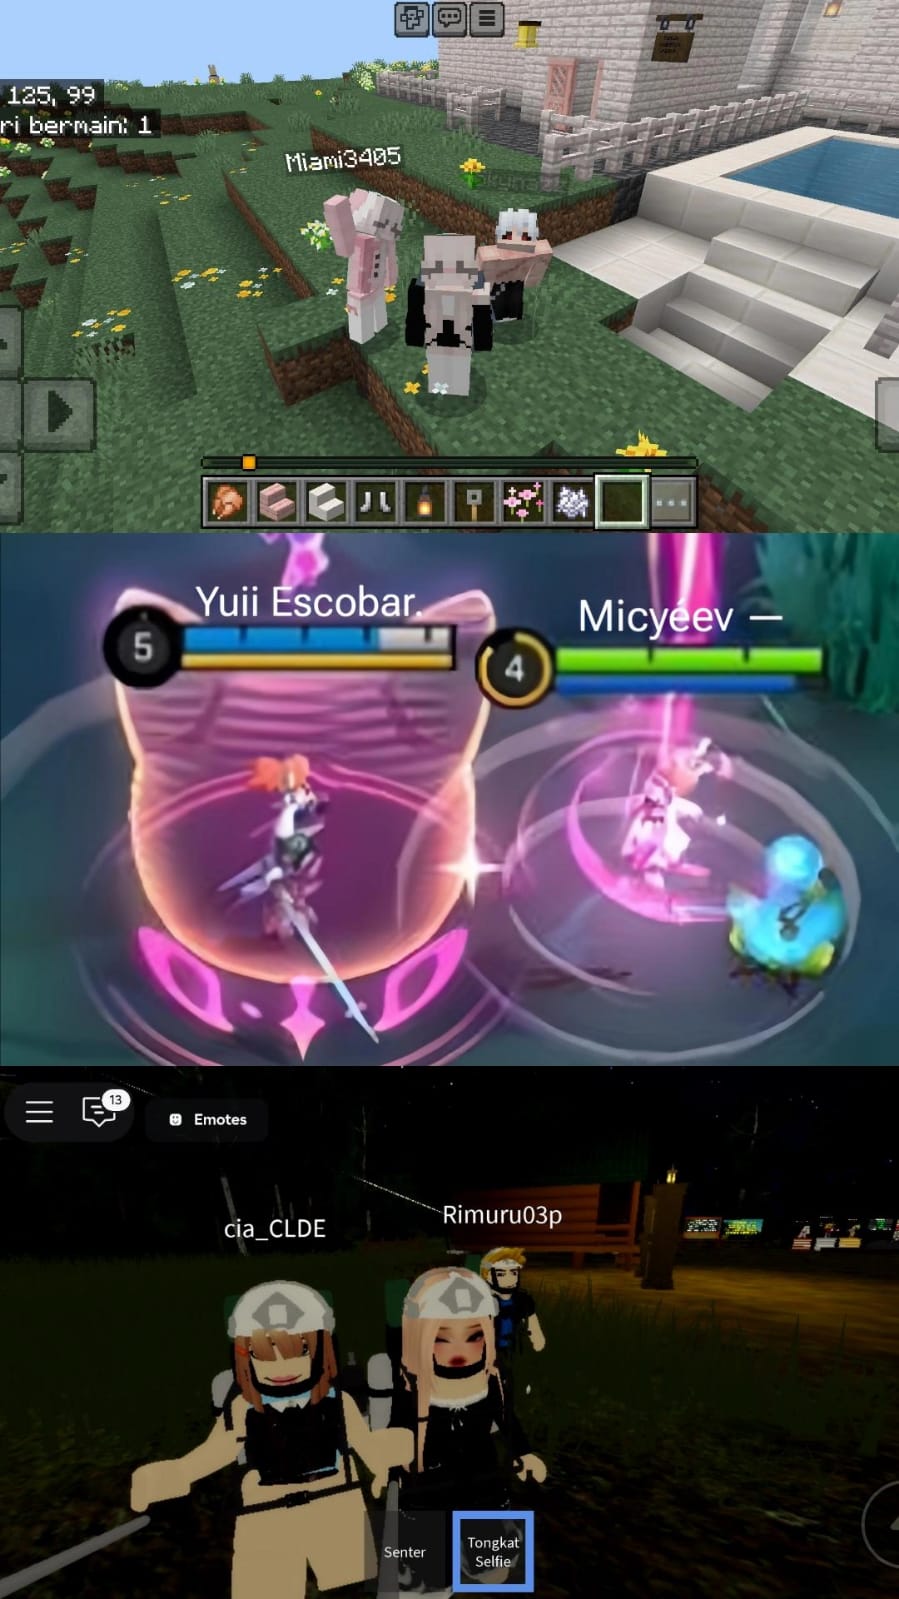 125, 99
ri bermain: 1
Miami3405
Yuii Escobar.
Micyéev —
5
4
13
Emotes
cia_CLDE
Rimuru03p
Senter
Tongkat
Selfie